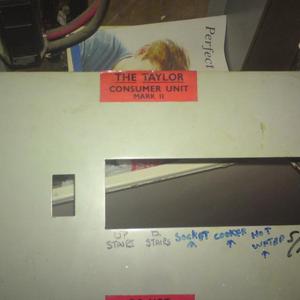 Perfect
THE TAYLOR
CONSUMER UNIT
MARK II
UP STAIRS
STAIRS
SOCKET
COOKER
HOT WATER